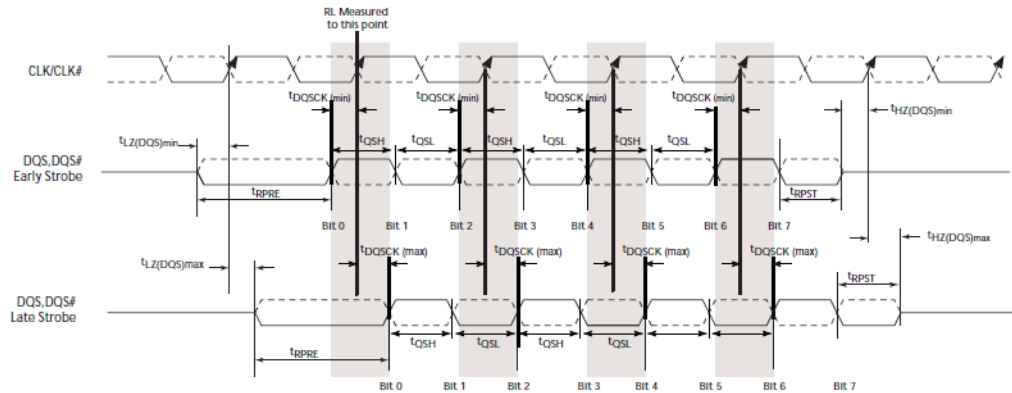 RL Measured
to this point
CLK/CLK#
tDQSCK (min) tDQSCK (min) tDQSCK (min) tDQSCK (min)
tHZ(DQS)min
tLZ(DQS)min
tQSH tQSL tQSH tQSL tQSH tQSL
DQS,DQS#
Early Strobe
tRPRE tRPST
Bit 0 Bit 1 Bit 2 Bit 3 Bit 4 Bit 5 Bit 6 Bit 7
tHZ(DQS)max
tDQSCK (max) tDQSCK (max) tDQSCK (max) tDQSCK (max)
tLZ(DQS)max
tRPST
DQS,DQS#
Late Strobe
tQSH tQSL tQSH tQSL
tRPRE
Bit 0 Bit 1 Bit 2 Bit 3 Bit 4 Bit 5 Bit 6 Bit 7